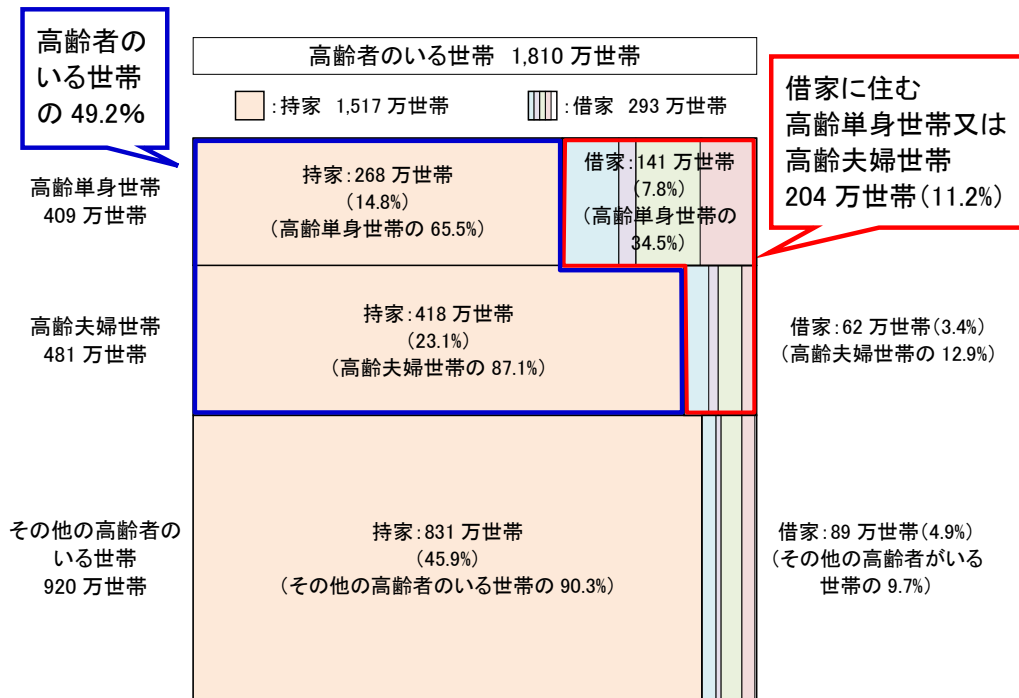 高齢者の
いる世帯
の 49.2%
高齢者のいる世帯 1,810 万世帯
:持家 1,517 万世帯
:借家 293 万世帯
借家に住む
高齢単身世帯又は
高齢夫婦世帯
204 万世帯(11.2%)
高齢単身世帯
409 万世帯
持家:268 万世帯
(14.8%)
(高齢単身世帯の 65.5%)
借家:141 万世帯
(7.8%)
(高齢単身世帯の
34.5%)
高齢夫婦世帯
481 万世帯
持家:418 万世帯
(23.1%)
(高齢夫婦世帯の 87.1%)
借家:62 万世帯(3.4%)
(高齢夫婦世帯の 12.9%)
その他の高齢者の
いる世帯
920 万世帯
持家:831 万世帯
(45.9%)
(その他の高齢者のいる世帯の 90.3%)
借家:89 万世帯(4.9%)
(その他の高齢者がいる
世帯の 9.7%)